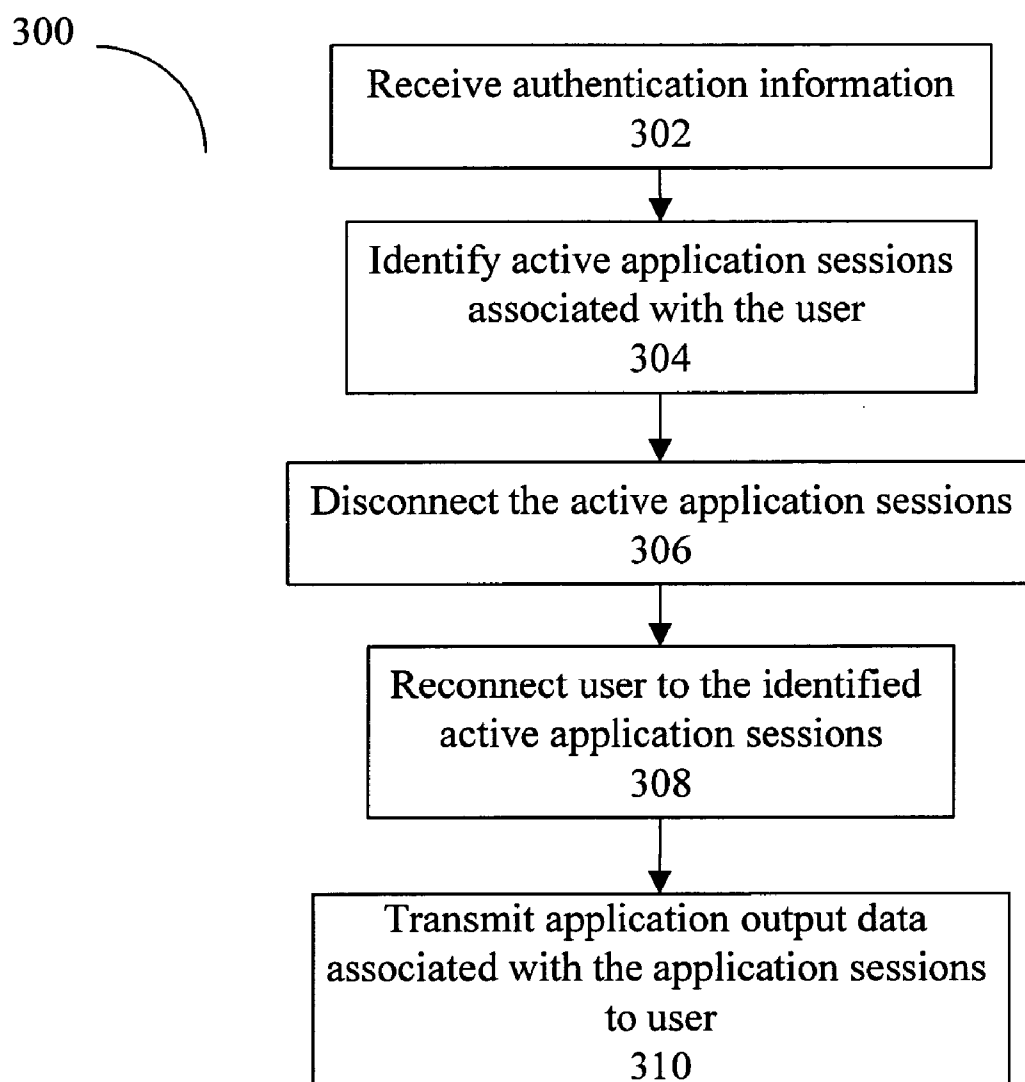 300
Receive authentication information
302
Identify active application sessions
associated with the user
304
Disconnect the active application sessions
306
Reconnect user to the identified
active application sessions
308
Transmit application output data
associated with the application sessions
to user
310